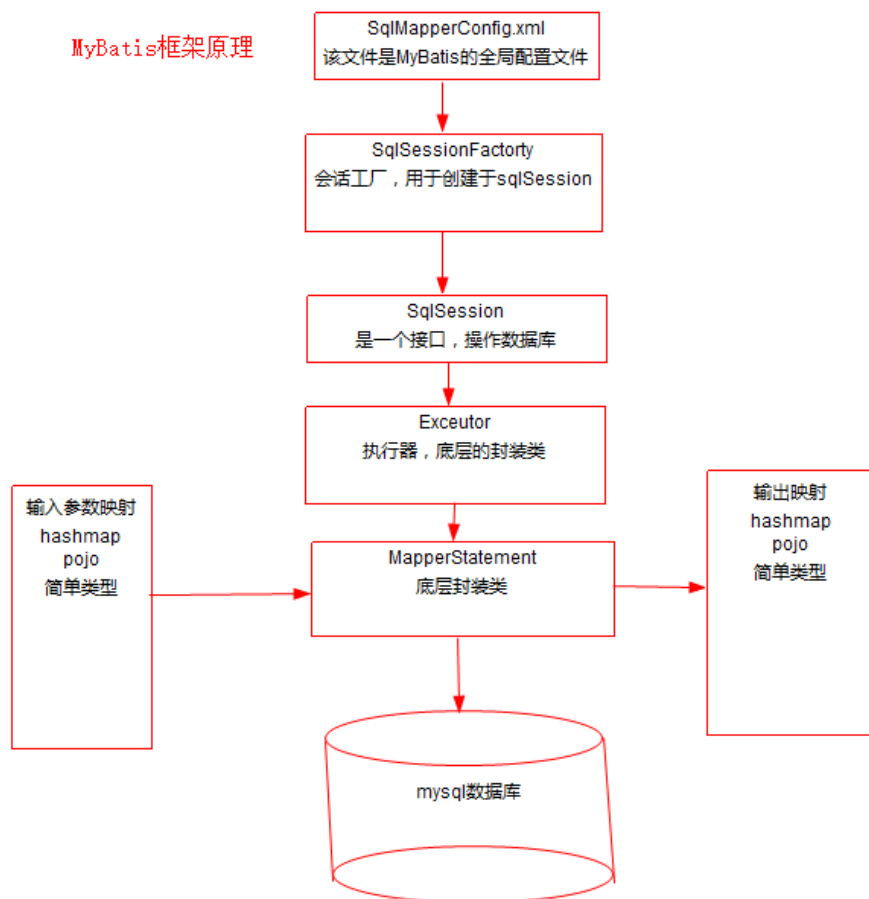 MyBatis框架原理
SqlMapperConfig.xml
该文件是MyBatis的全局配置文件
SqlSessionFactorty
会话工厂，用于创建于sqlSession
SqlSession
是一个接口，操作数据库
Exceutor
执行器，底层的封装类
输入参数映射
hashmap
pojo
简单类型
MapperStatement
底层封装类
输出映射
hashmap
pojo
简单类型
mysql数据库